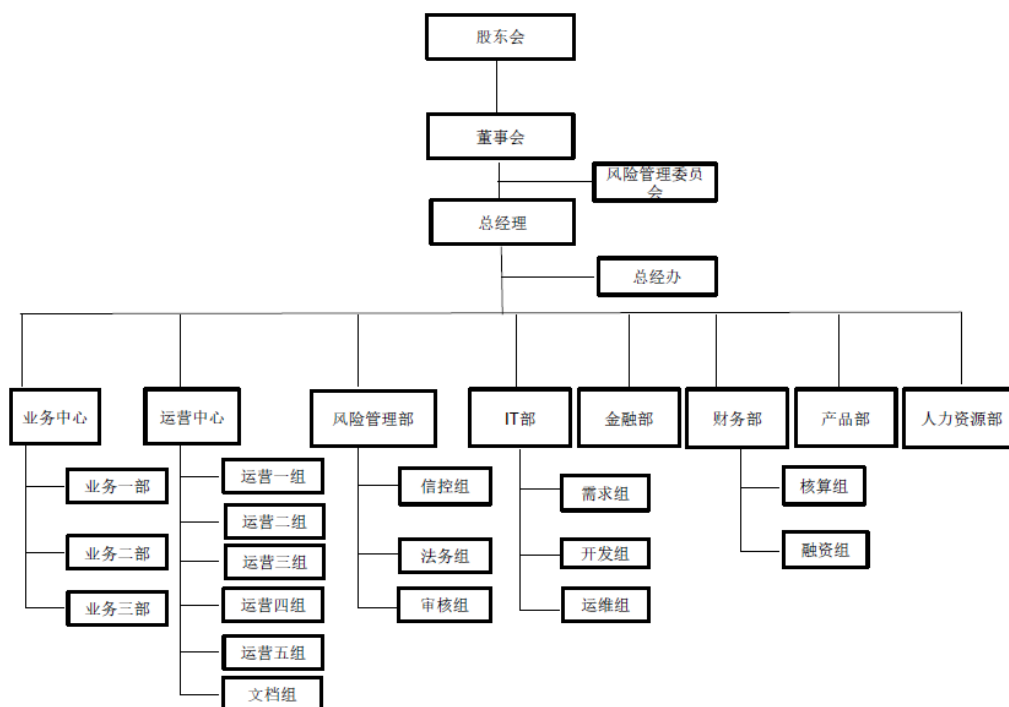 股东会
董事会
风险管理委员
会
总经理
总经办
业务中心
运营中心
风险管理部
IT部
金融部
财务部
产品部
人力资源部
业务一部
业务二部
业务三部
运营一组
运营二组
运营三组
运营四组
运营五组
文档组
信控组
法务组
审核组
需求组
开发组
运维组
核算组
融资组